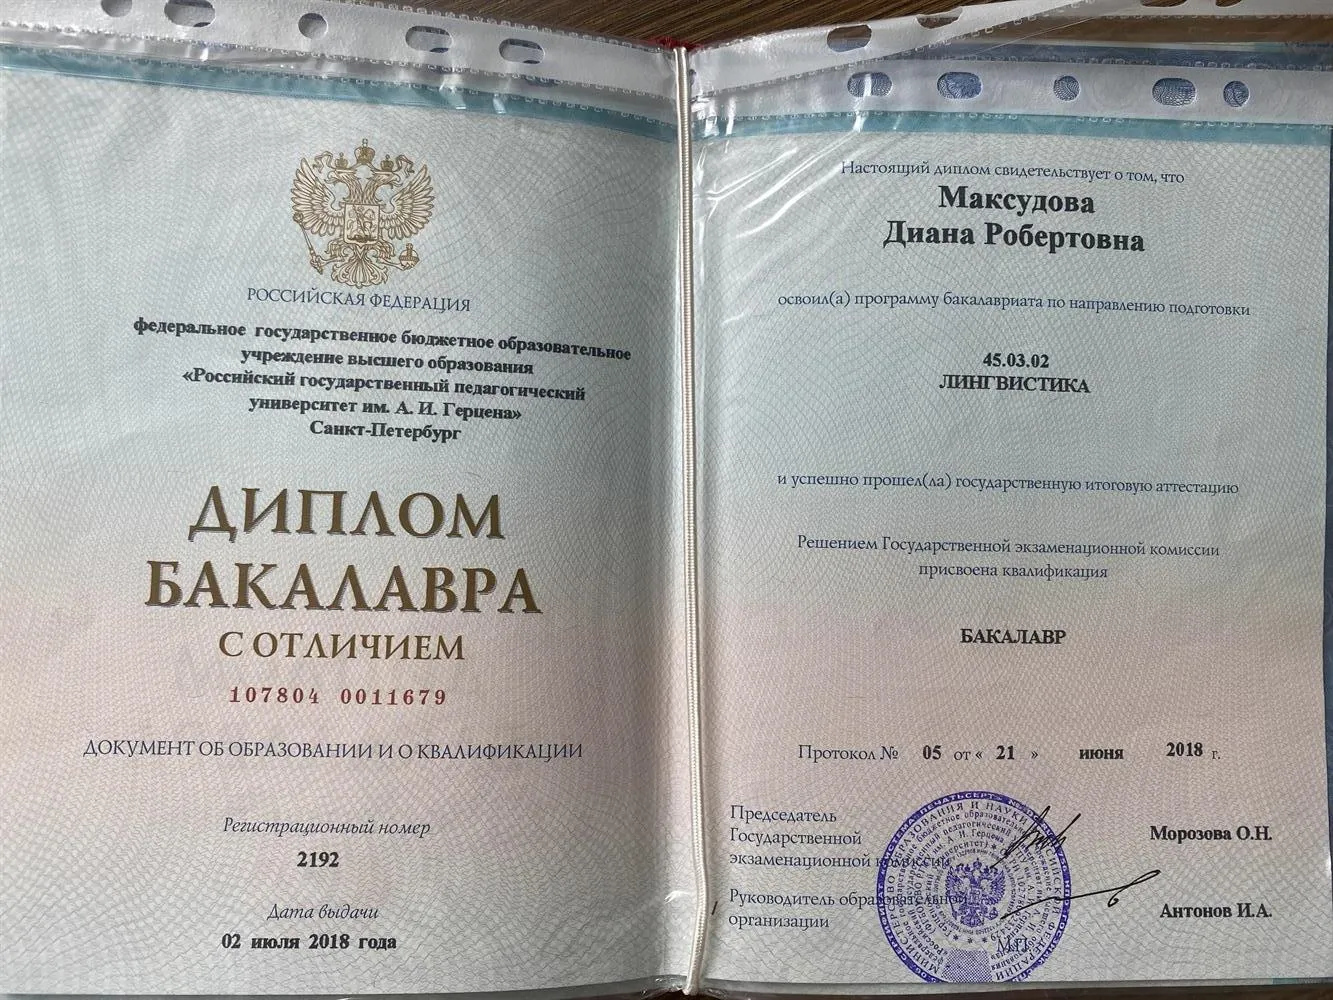 РОССИЙСКАЯ ФЕДЕРАЦИЯ
федеральное государственное бюджетное образовательное
учреждение высшего образования
«Российский государственный педагогический
университет им. А. И. Герцена»
Санкт-Петербург
ДИПЛОМ
БАКАЛАВРА
С ОТЛИЧИЕМ
107804 0011679
ДОКУМЕНТ ОБ ОБРАЗОВАНИИ И О КВАЛИФИКАЦИИ
Регистрационный номер
2192
Дата выдачи
02 июля 2018 года
Настоящий диплом свидетельствует о том, что
Максудова
Диана Робертовна
освоил(а) программу бакалавриата по направлению подготовки
45.03.02
ЛИНГВИСТИКА
и успешно прошел(ла) государственную итоговую аттестацию
Решением Государственной экзаменационной комиссии
присвоена квалификация
БАКАЛАВР
Протокол № 05 от « 21 » июня 2018 г.
Председатель
Государственной
экзаменационной комиссии
Морозова О.Н.
Руководитель образовательной
организации
Антонов И.А.
М.П.